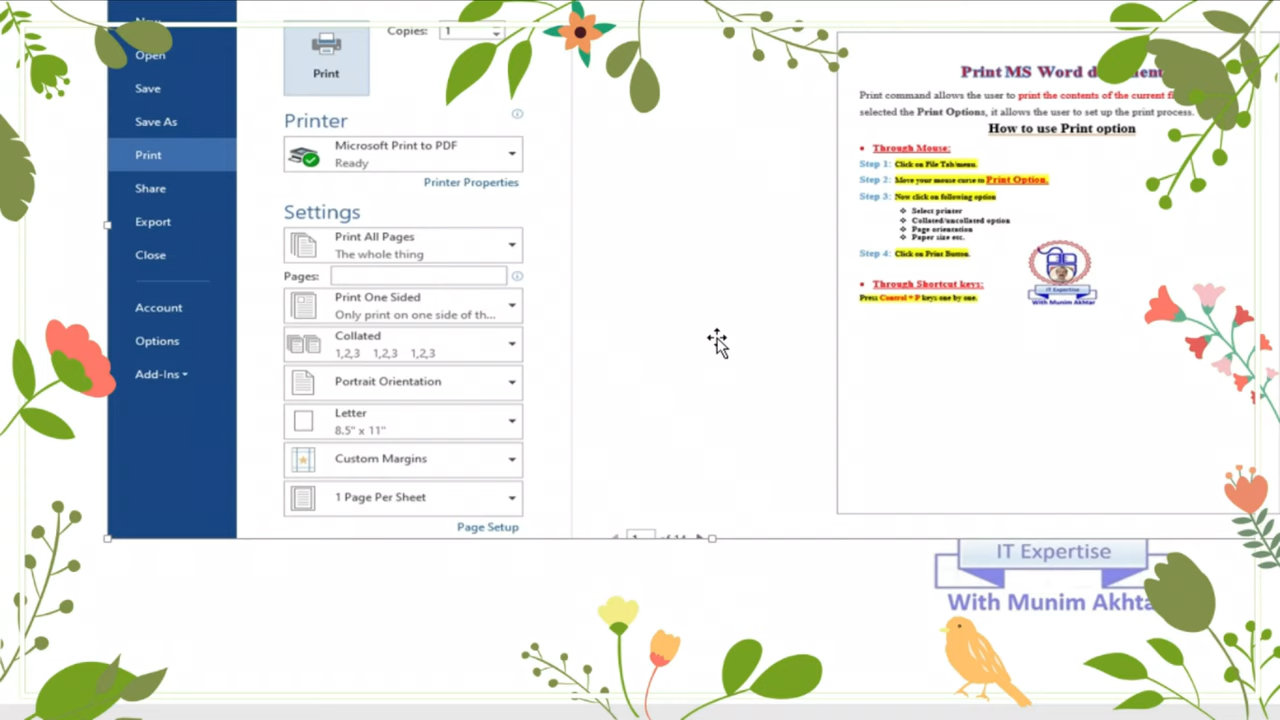 New
Open
Save
Save As
Print
Share
Export
Close
Account
Options
Add-Ins
Print
Copies: 1
Printer
Microsoft Print to PDF
Ready
Printer Properties
Settings
Print All Pages
The whole thing
Pages:
Print One Sided
Only print on one side of th...
Collated
1,2,3 1,2,3 1,2,3
Portrait Orientation
Letter
8.5" x 11"
Custom Margins
1 Page Per Sheet
Page Setup
Print MS Word
Print command allows the user to print the contents of the current
selected the Print Options, it allows the user to set up the print process.
How to use Print option
• Through Mouse:
Step 1: Click on File Tab/menu.
Step 2: Move your mouse curse to Print Option.
Step 3: Now click on following option
❖ Select printer
❖ Collated/uncollated option
❖ Page orientation
❖ Paper size etc.
Step 4: Click on Print Button.
• Through Shortcut keys:
Press Control + P keys one by one.
IT Expertise
With Munim Akhtar
IT Expertise
With Munim Akhta